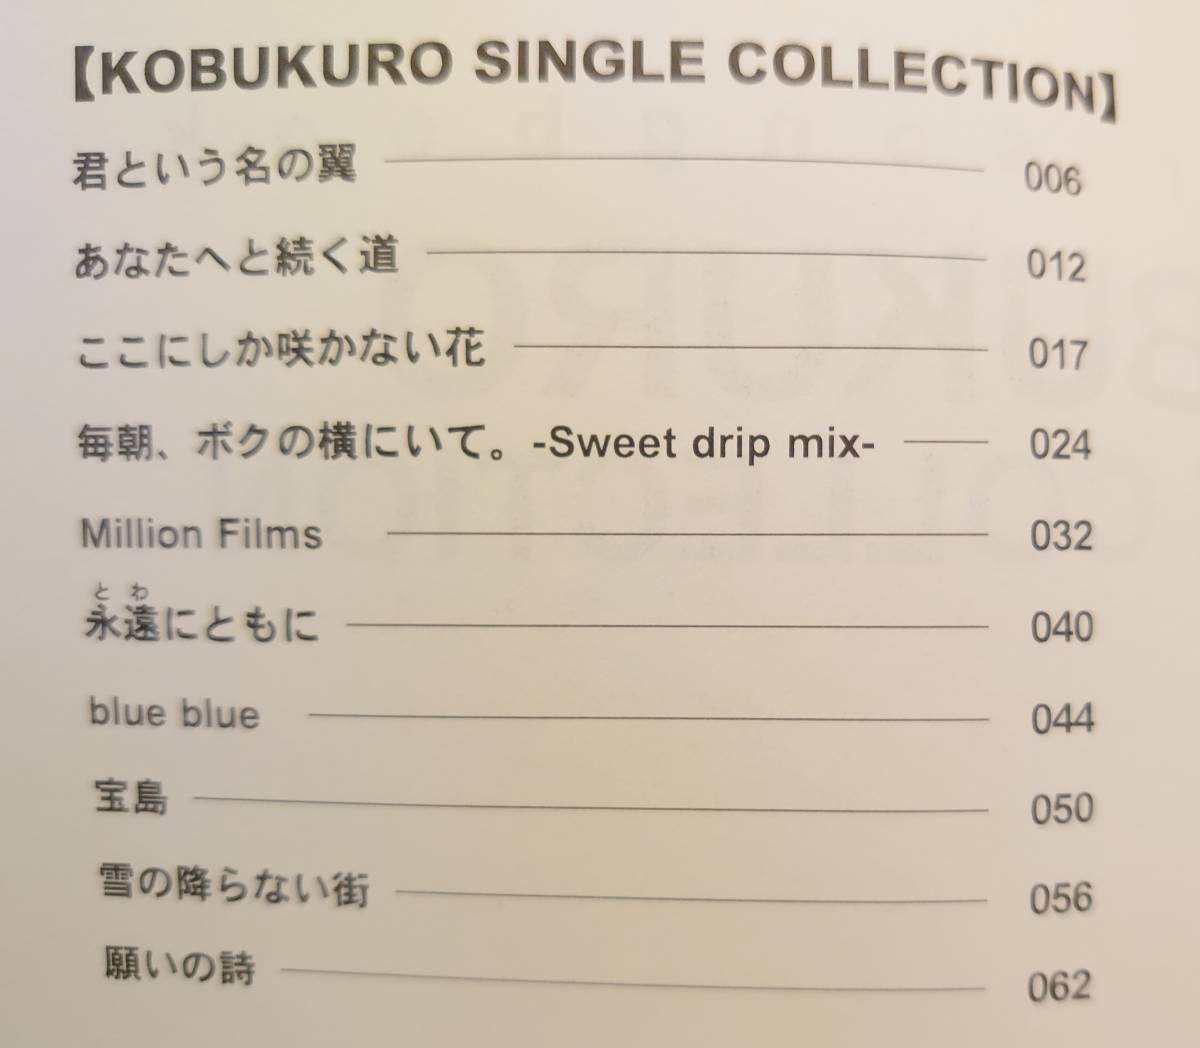 【KOBUKURO SINGLE COLLECTION】
君という名の翼 006
あなたへと続く道 012
ここにしか咲かない花 017
毎朝、ボクの横にいて。-Sweet drip mix- 024
Million Films 032
とわ
永遠にともに 040
blue blue 044
宝島 050
雪の降らない街 056
願いの詩 062